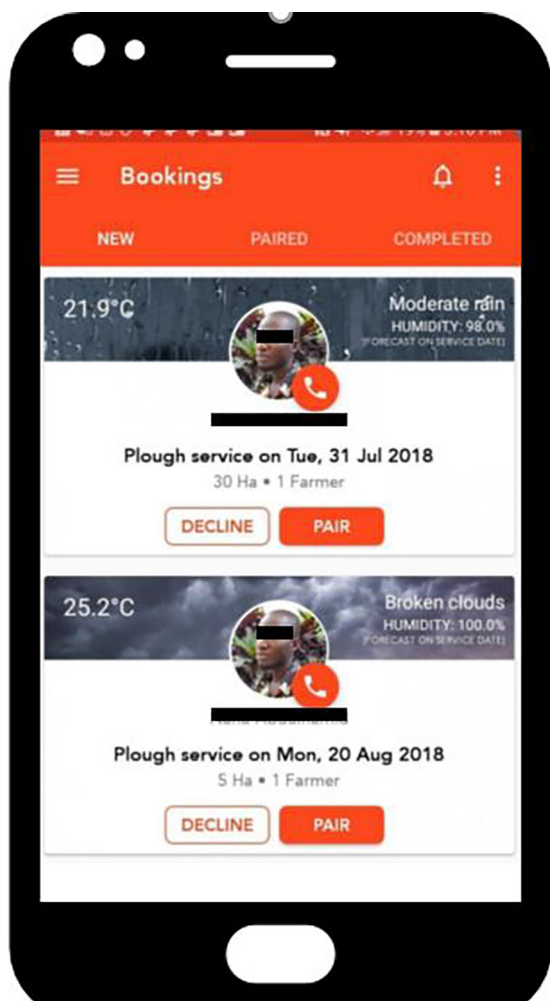 Bookings
NEW PAIRED COMPLETED
21.9°C
Moderate rain
HUMIDITY: 98.0%
[FORECAST ON SERVICE DATE]
Plough service on Tue, 31 Jul 2018
30 Ha • 1 Farmer
DECLINE PAIR
25.2°C
Broken clouds
HUMIDITY: 100.0%
[FORECAST ON SERVICE DATE]
Plough service on Mon, 20 Aug 2018
5 Ha • 1 Farmer
DECLINE PAIR